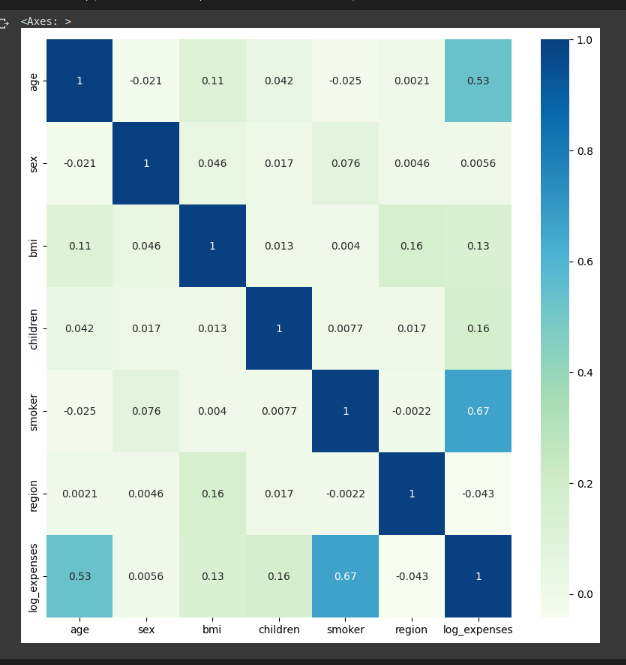 <Axes: >
1.0
age 1 -0.021 0.11 0.042 -0.025 0.0021 0.53
0.8
sex -0.021 1 0.046 0.017 0.076 0.0046 0.0056
bmi 0.11 0.046 1 0.013 0.004 0.16 0.13
0.6
children 0.042 0.017 0.013 1 0.0077 0.017 0.16
0.4
smoker -0.025 0.076 0.004 0.0077 1 -0.0022 0.67
0.2
region 0.0021 0.0046 0.16 0.017 -0.0022 1 -0.043
log_expenses 0.53 0.0056 0.13 0.16 0.67 -0.043 1
0.0
age sex bmi children smoker region log_expenses